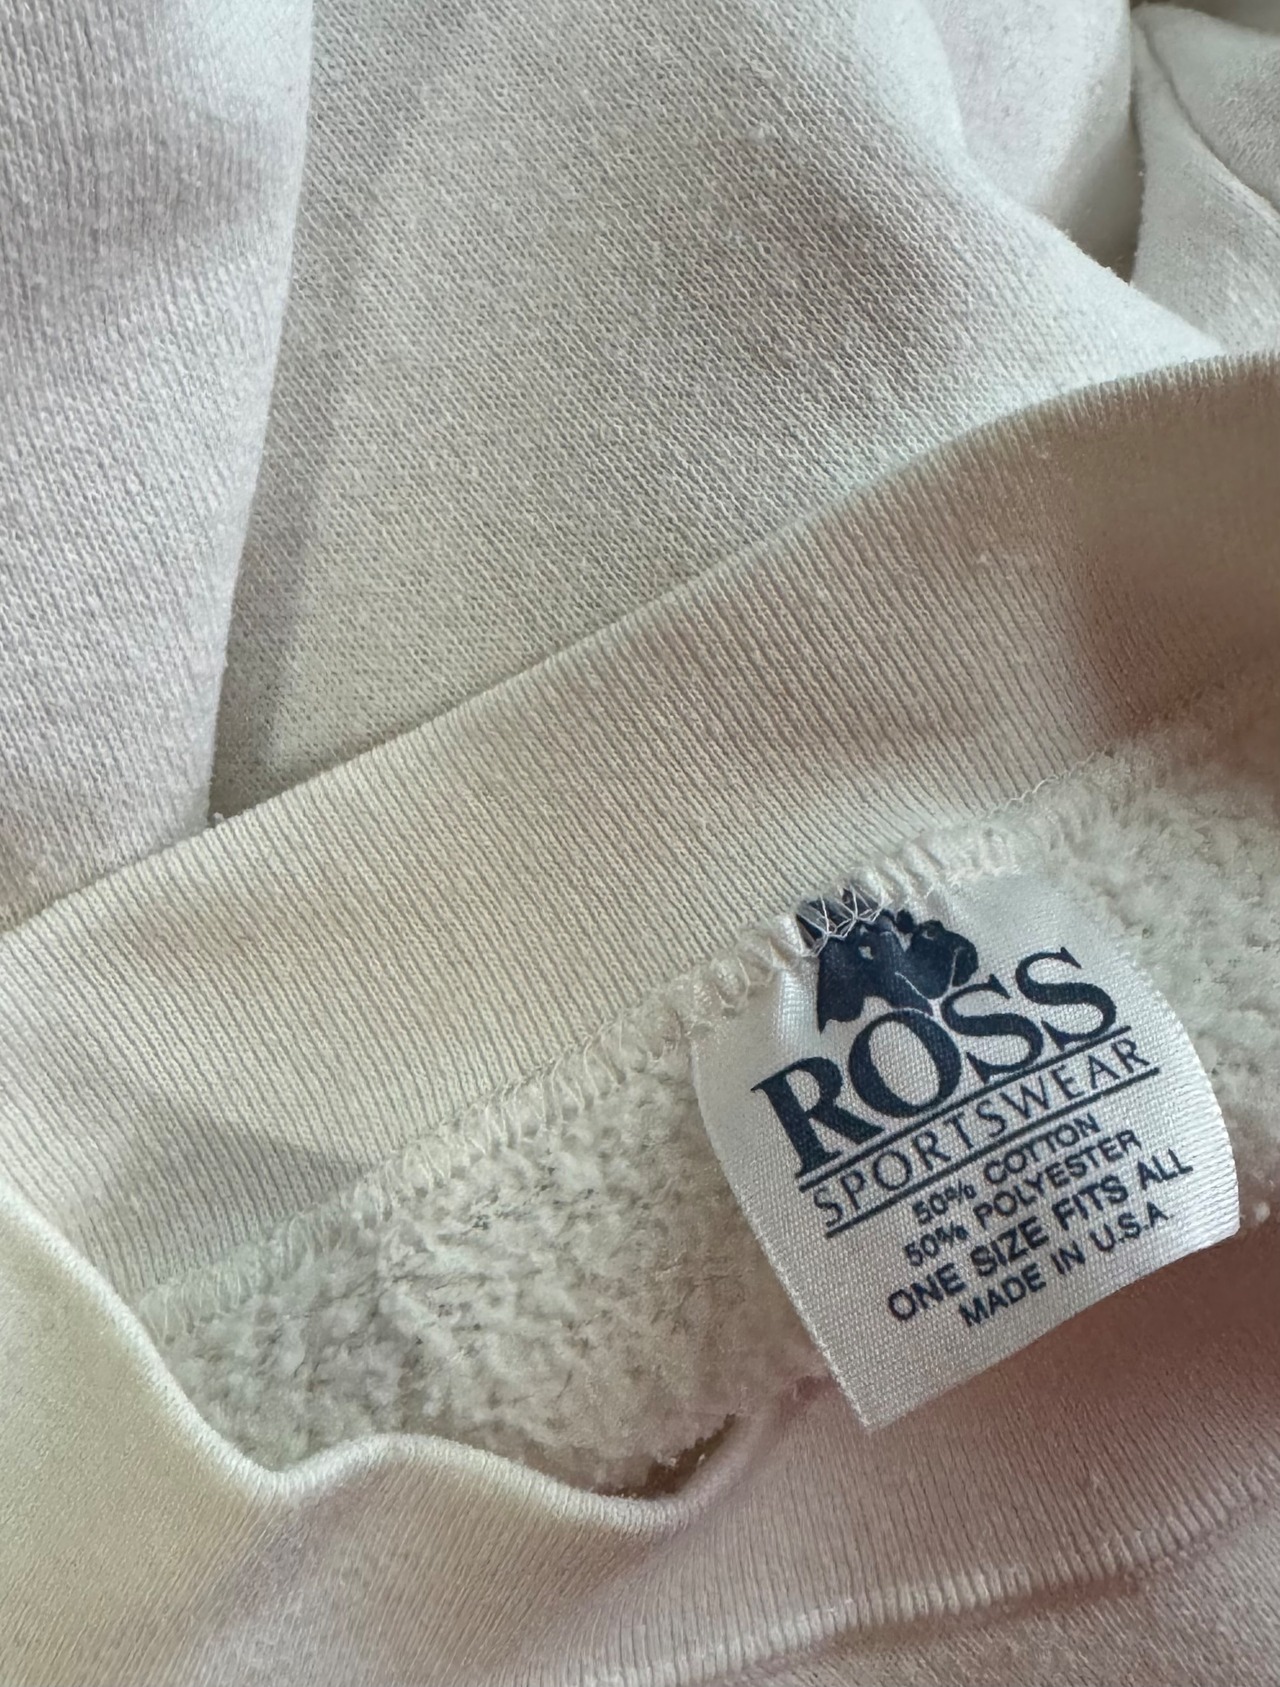 ROSS
SPORTSWEAR
50% COTTON
50% POLYESTER
ONE SIZE FITS ALL
MADE IN U.S.A.